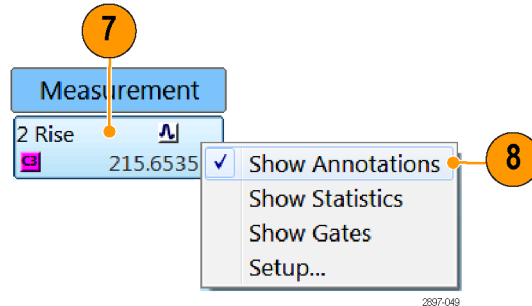 7
Measurement
2 Rise
C3 215.6535
✓ Show Annotations
8
Show Statistics
Show Gates
Setup...
2897-049